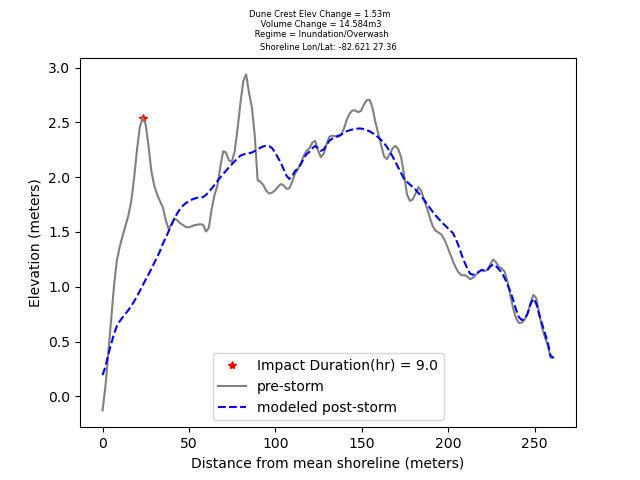 Dune Crest Elev Change = 1.53m
Volume Change = 14.584m3
Regime = Inundation/Overwash
Shoreline Lon/Lat: -82.621 27.36
3.0
2.5
2.0
1.5
1.0
0.5
0.0
Elevation (meters)
Impact Duration(hr) = 9.0
pre-storm
modeled post-storm
0 50 100 150 200 250
Distance from mean shoreline (meters)